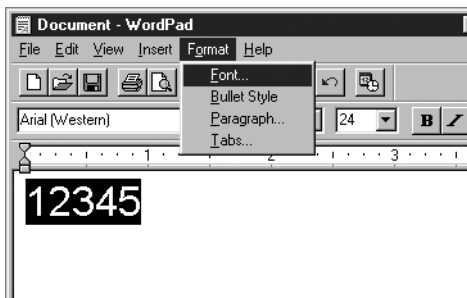 Document - WordPad
File Edit View Insert Format Help
Font...
Bullet Style
Paragraph...
Tabs...
Arial (Western) 24 B I
1 2 3
12345